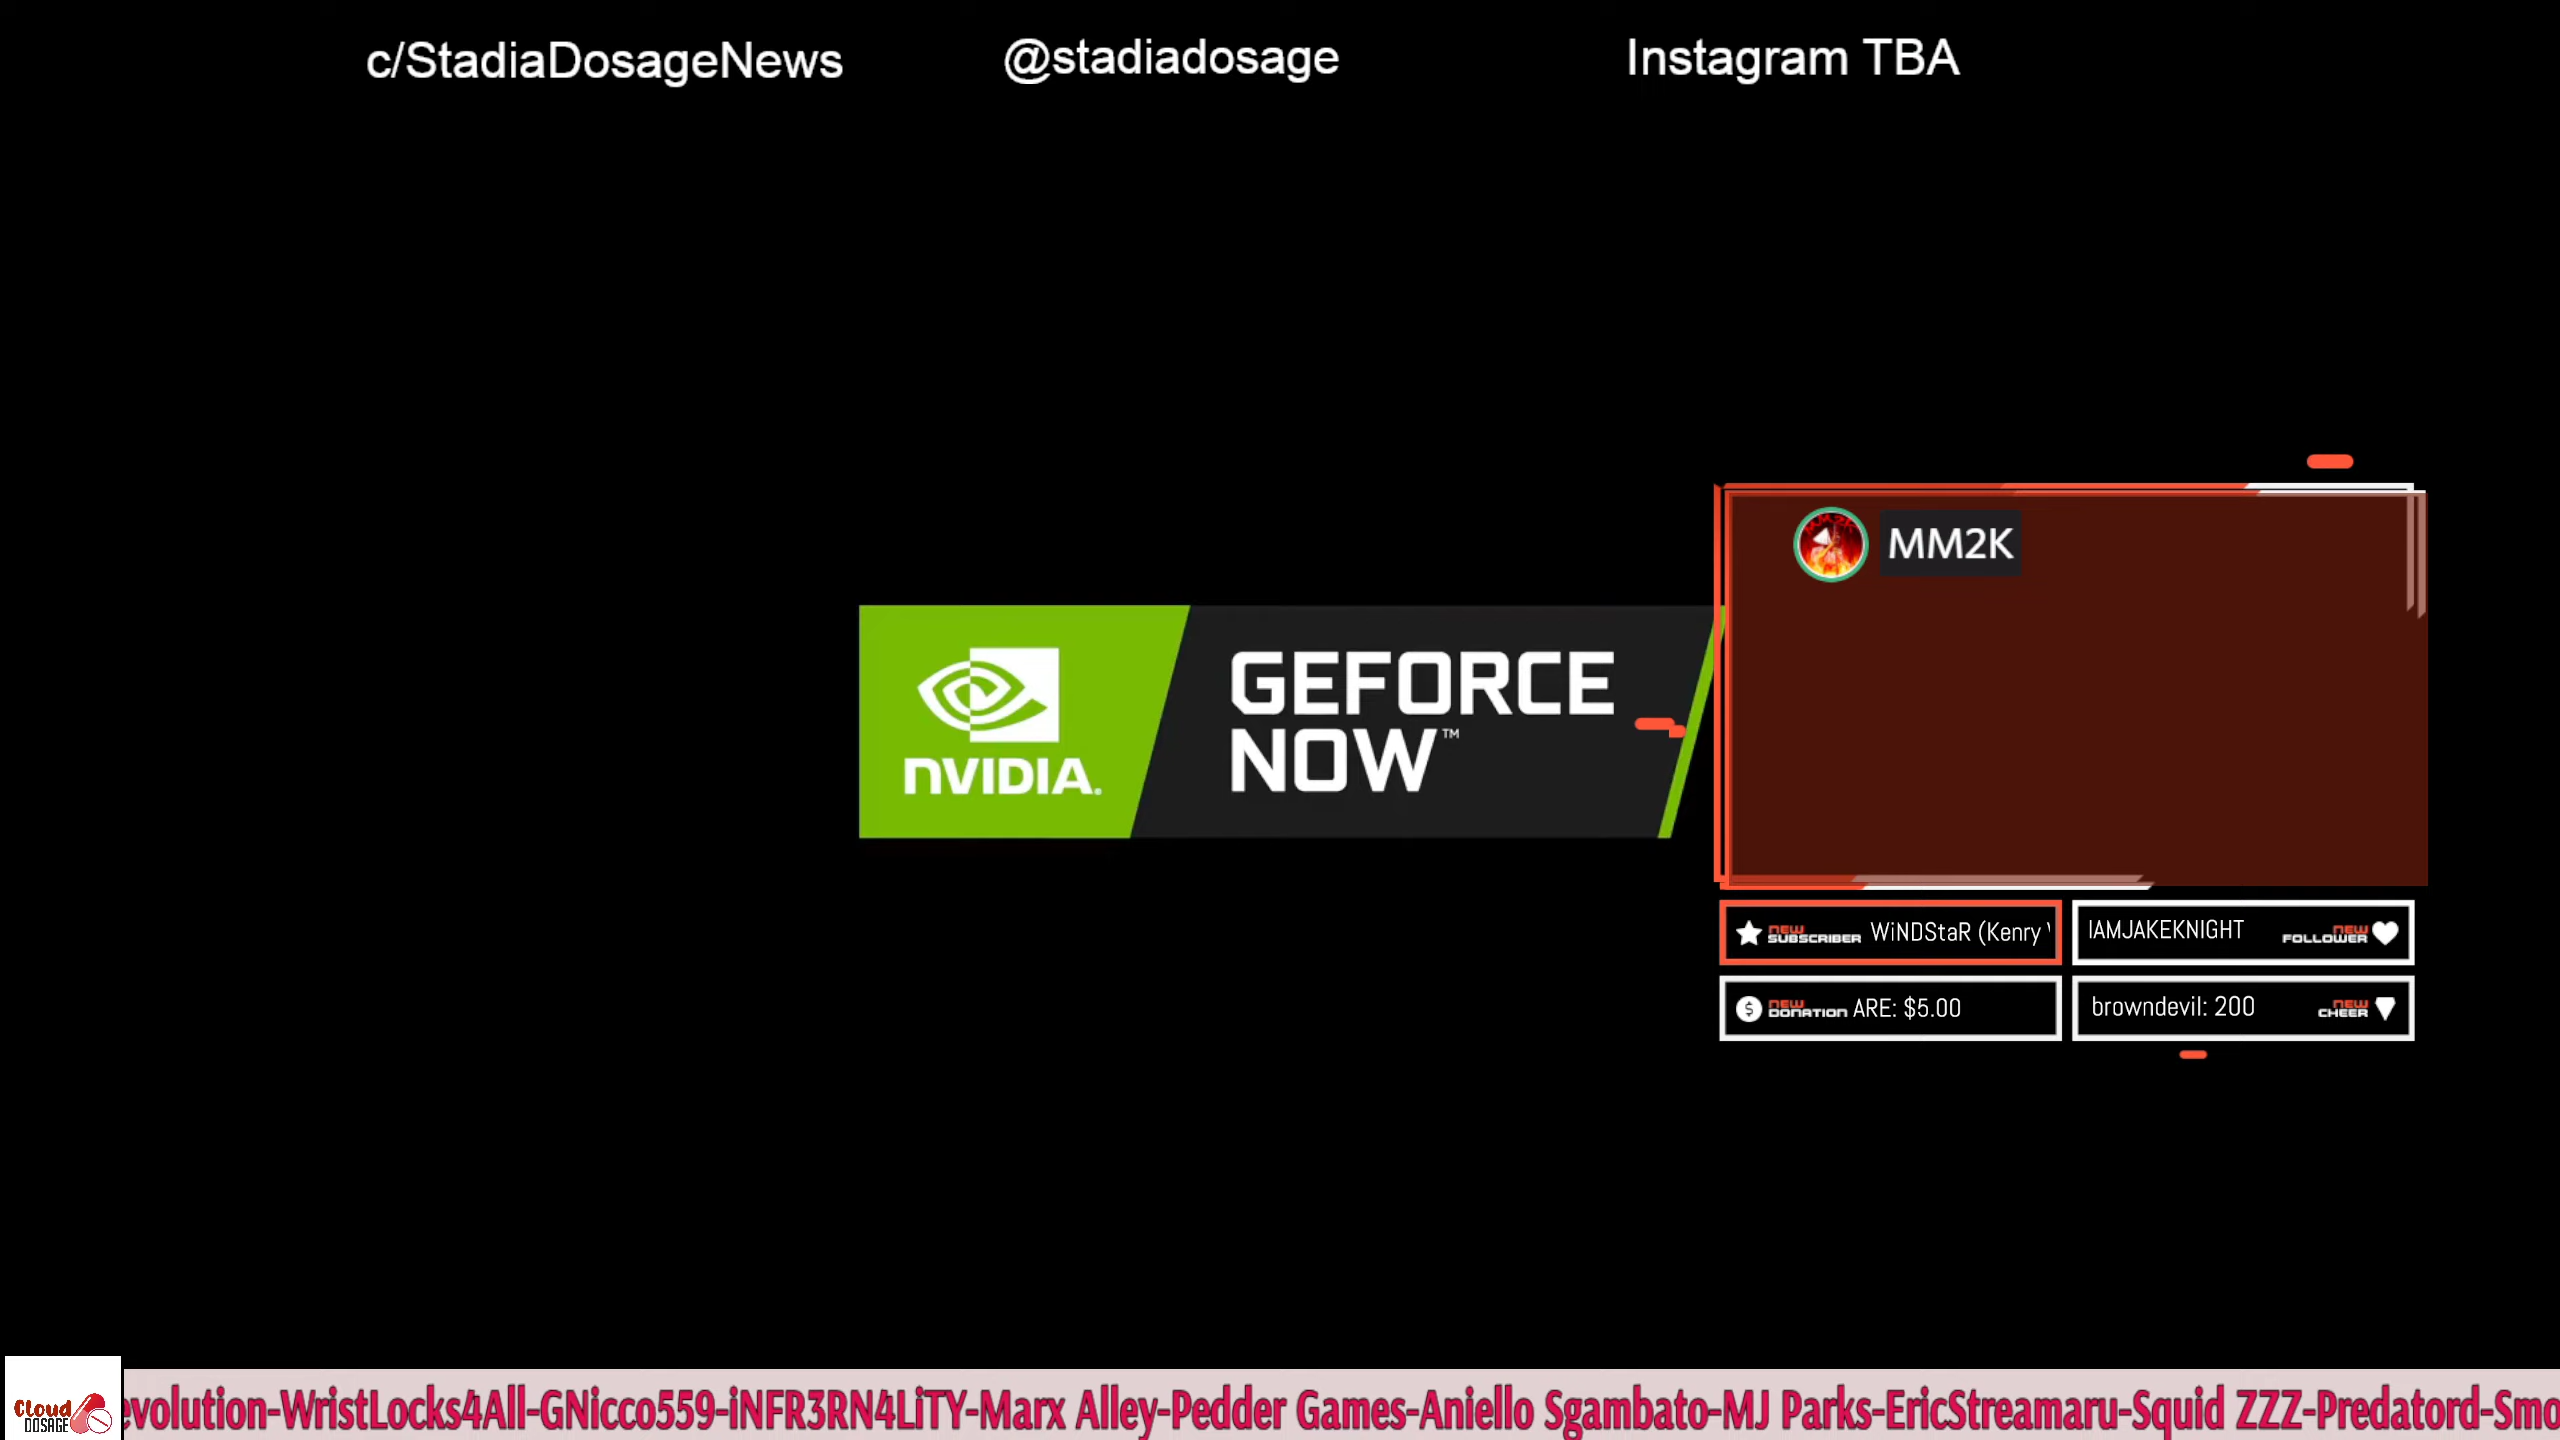 c/StadiaDosageNews
@stadiadosage
Instagram TBA
MM2K
NVIDIA.
GEFORCE
NOW™
NEW SUBSCRIBER WiNDStaR (Kenry
IAMJAKEKNIGHT NEW FOLLOWER
NEW DONATION ARE: $5.00
browndevil: 200 NEW CHEER
Cloud
DOSAGE
evolution-WristLocks4All-GNicco559-iNFR3RN4LiTY-Marx Alley-Pedder Games-Aniello Sgambato-MJ Parks-EricStreamaru-Squid ZZZ-Predatord-Smo